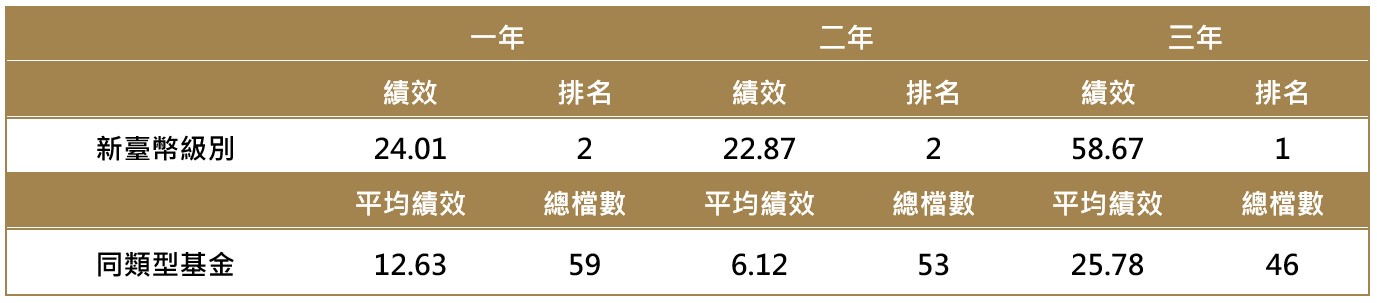 一年 二年 三年
績效 排名 績效 排名 績效 排名
新臺幣級別 24.01 2 22.87 2 58.67 1
平均績效 總檔數 平均績效 總檔數 平均績效 總檔數
同類型基金 12.63 59 6.12 53 25.78 46